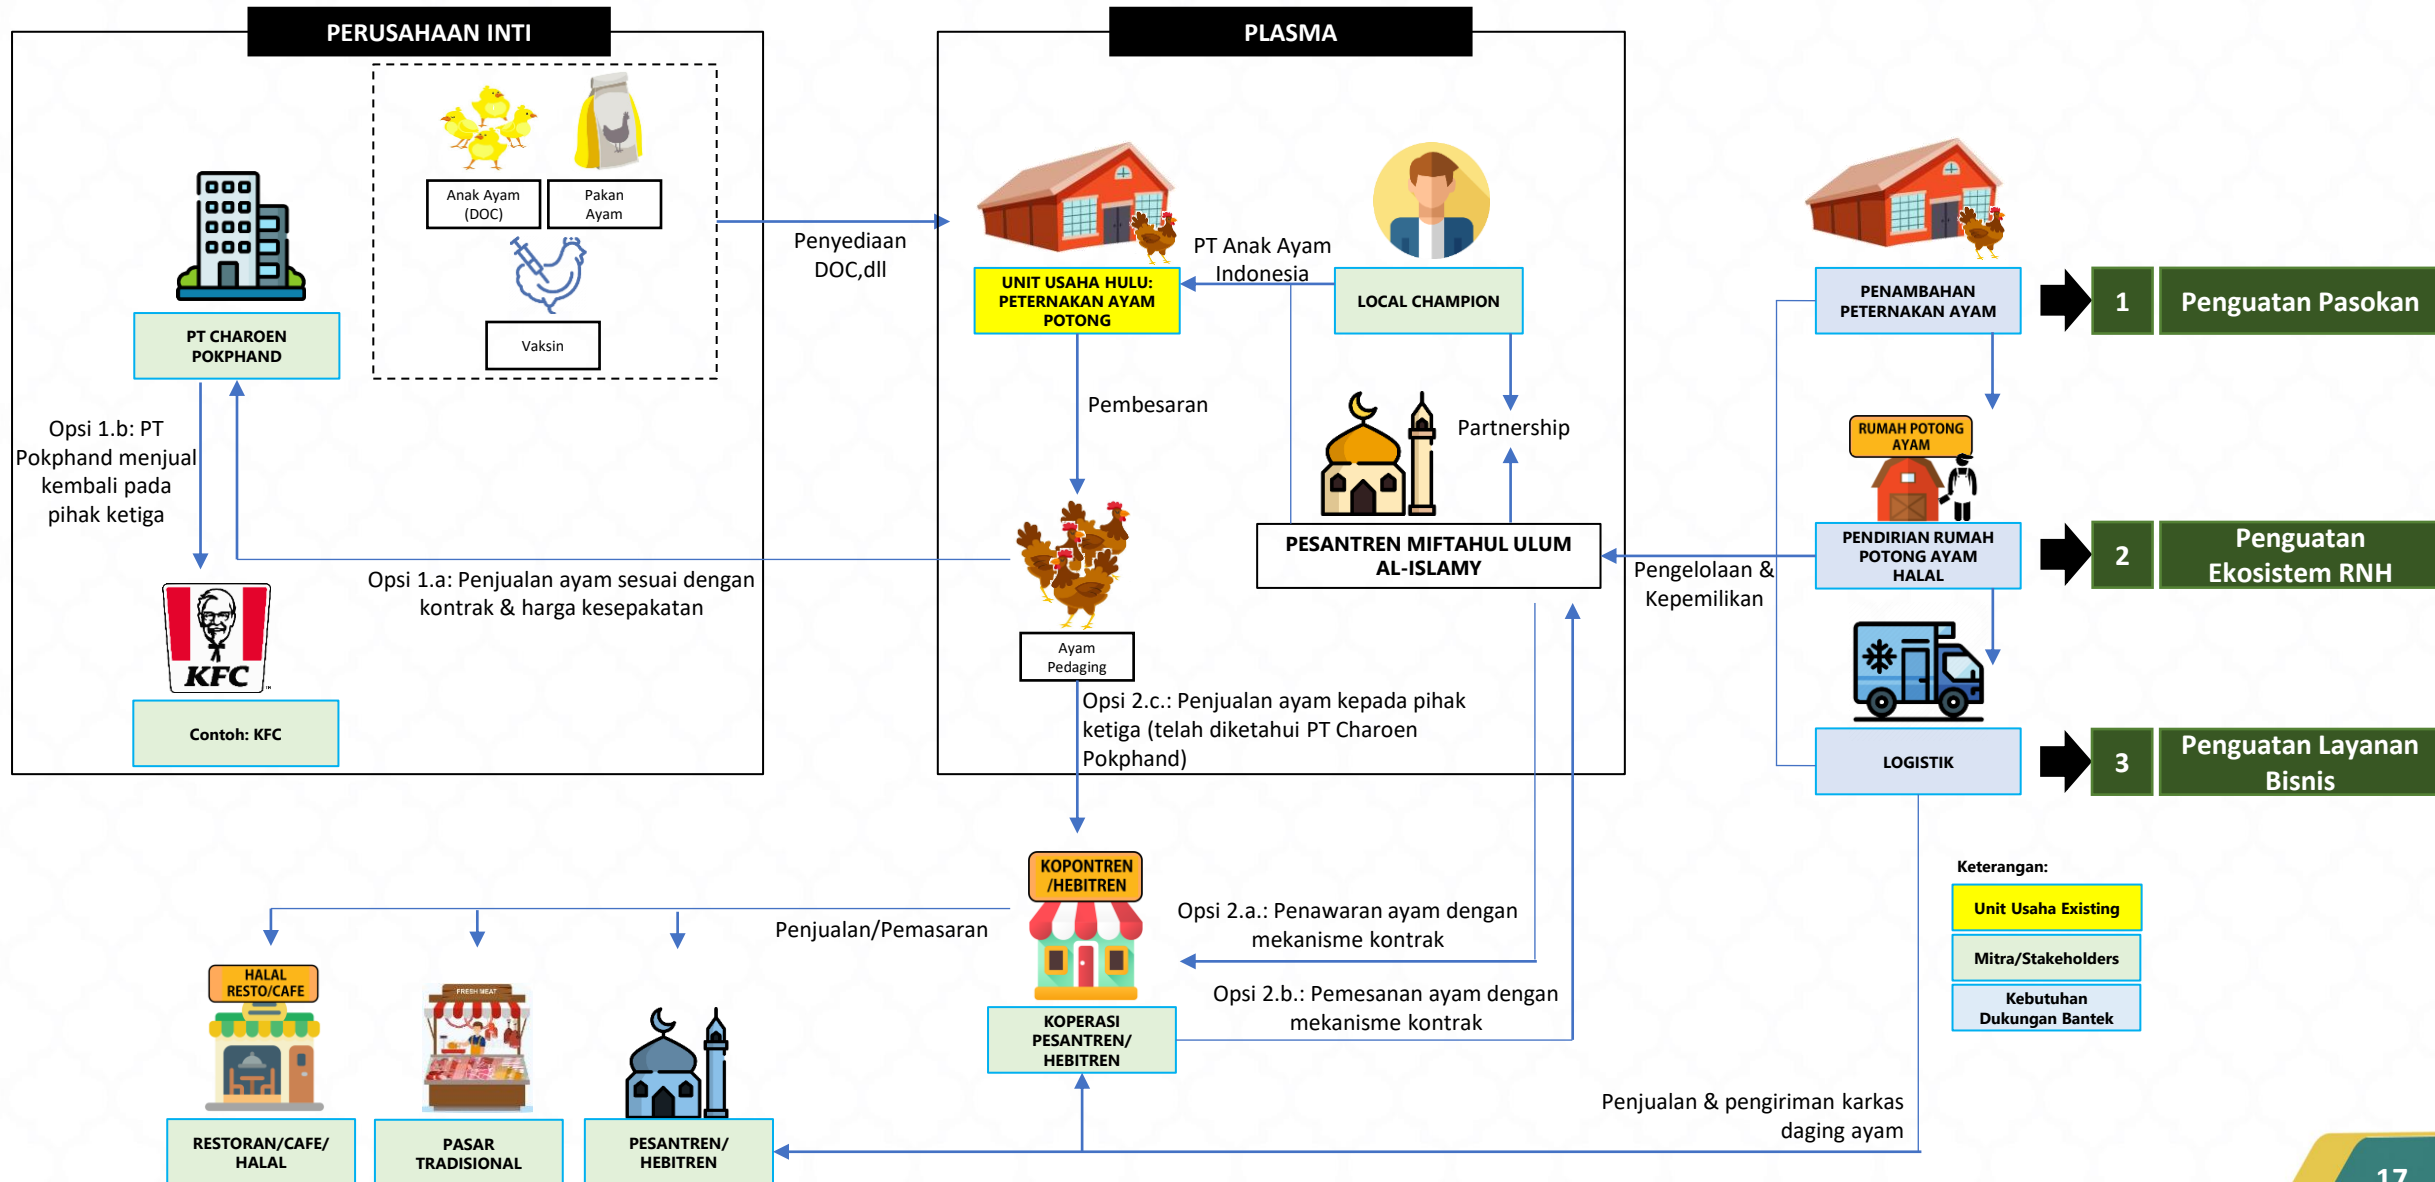 PERUSAHAAN INTI
PLASMA
Anak Ayam
(DOC)
Pakan
Ayam
Vaksin
PT CHAROEN
POKPHAND
Penyediaan
DOC,dll
UNIT USAHA HULU:
PETERNAKAN AYAM
POTONG
PT Anak Ayam
Indonesia
LOCAL CHAMPION
PENAMBAHAN
PETERNAKAN AYAM
1
Penguatan Pasokan
Opsi 1.b: PT
Pokphand menjual
kembali pada
pihak ketiga
Pembesaran
Partnership
RUMAH POTONG
AYAM
Opsi 1.a: Penjualan ayam sesuai dengan
kontrak & harga kesepakatan
PESANTREN MIFTAHUL ULUM
AL-ISLAMY
Pengelolaan &
Kepemilikan
PENDIRIAN RUMAH
POTONG AYAM
HALAL
2
Penguatan
Ekosistem RNH
KFC
™
Contoh: KFC
Ayam
Pedaging
Opsi 2.c.: Penjualan ayam kepada pihak
ketiga (telah diketahui PT Charoen
Pokphand)
LOGISTIK
3
Penguatan Layanan
Bisnis
KOPONTREN
/HEBITREN
Penjualan/Pemasaran
Opsi 2.a.: Penawaran ayam dengan
mekanisme kontrak
Opsi 2.b.: Pemesanan ayam dengan
mekanisme kontrak
KOPERASI
PESANTREN/
HEBITREN
HALAL
RESTO/CAFE
FRESH MEAT
RESTORAN/CAFE/
HALAL
PASAR
TRADISIONAL
PESANTREN/
HEBITREN
Penjualan & pengiriman karkas
daging ayam
Keterangan:
Unit Usaha Existing
Mitra/Stakeholders
Kebutuhan
Dukungan Bantek
17